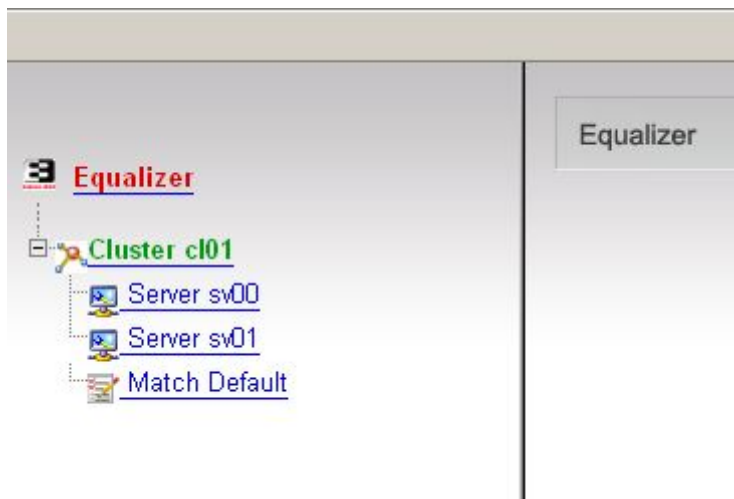 Equalizer
Cluster cl01
Server sv00
Server sv01
Match Default
Equalizer